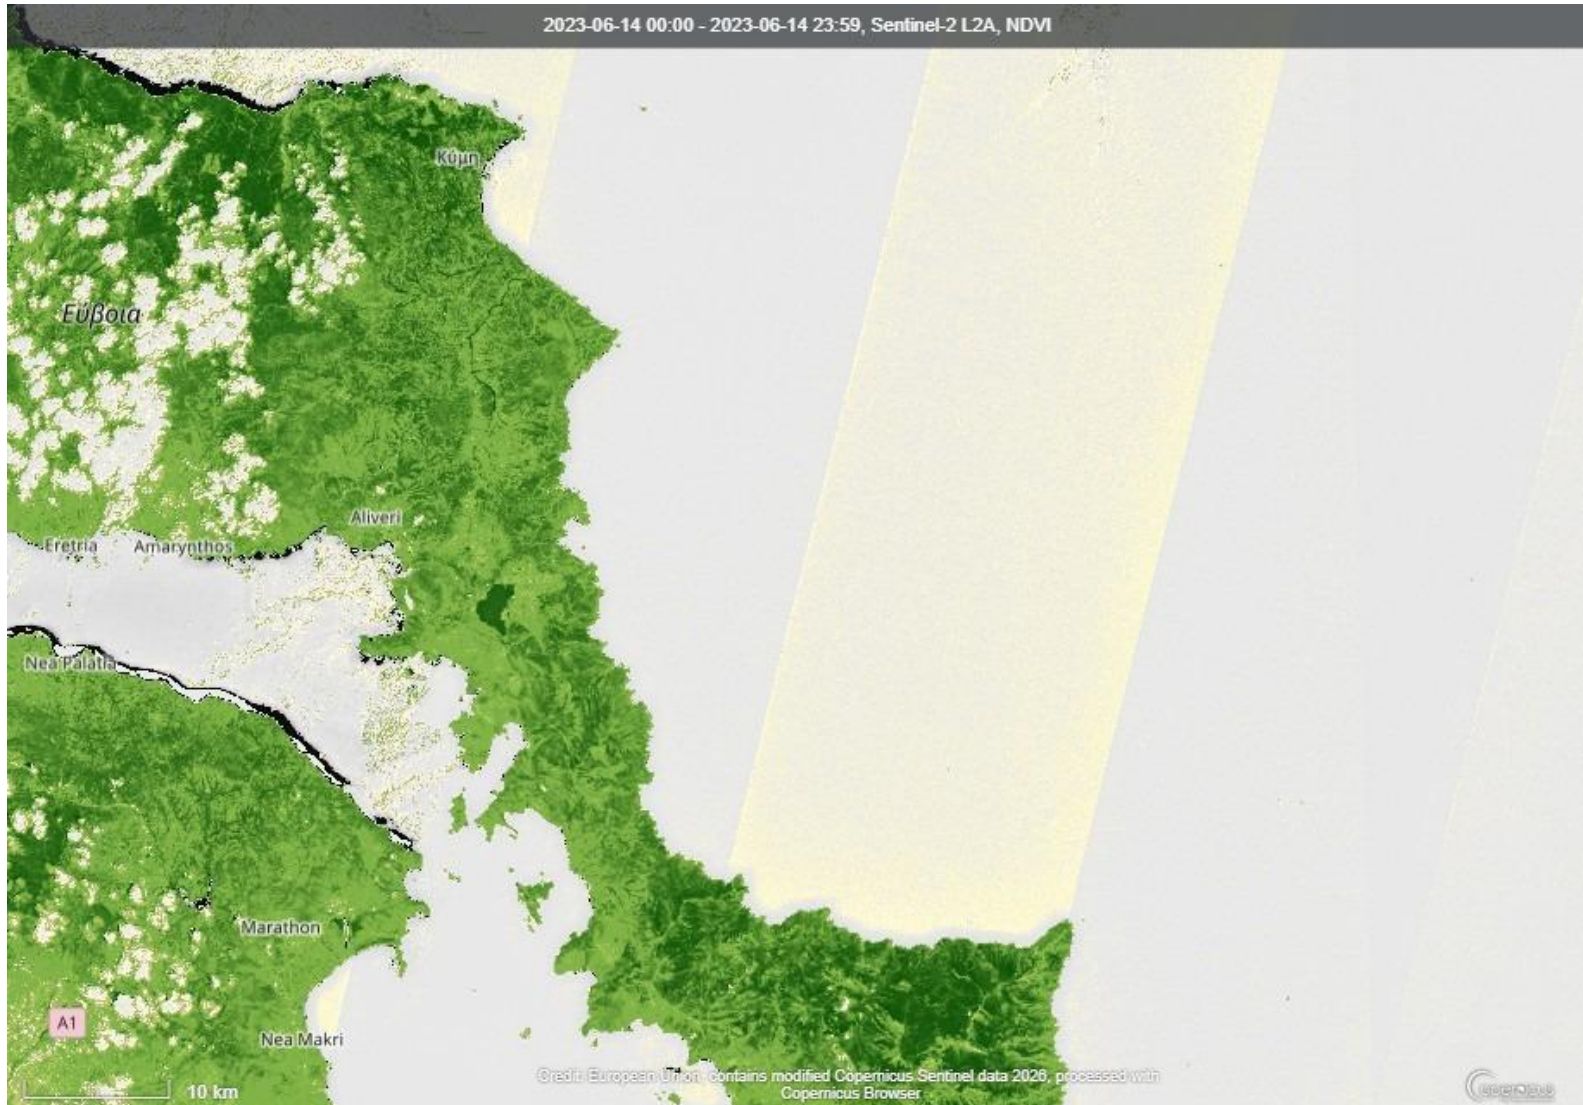 2023-06-14 00:00 - 2023-06-14 23:59, Sentinel-2 L2A, NDVI
Κύμη
Εύβοια
Aliveri
Eretria
Amarynthos
Nea Palatia
Marathon
A1
Nea Makri
10 km
Credit: European Union, contains modified Copernicus Sentinel data 2026, processed with
Copernicus Browser
opernicus